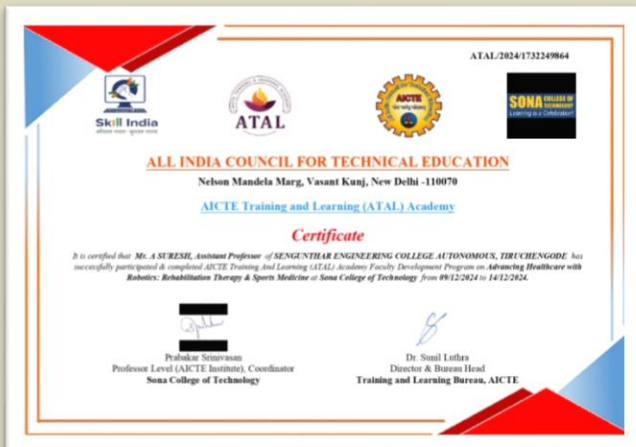 ATAL/2024/1732249864
Skill India
कौशल भारत - कुशल भारत
ATAL
AICTE
SONA COLLEGE OF TECHNOLOGY
Learning is a Celebration!
ALL INDIA COUNCIL FOR TECHNICAL EDUCATION
Nelson Mandela Marg, Vasant Kunj, New Delhi -110070
AICTE Training and Learning (ATAL) Academy
Certificate
It is certified that Mr. A SURESH, Assistant Professor of SENGUNTHAR ENGINEERING COLLEGE AUTONOMOUS, TIRUCHENGODE has
successfully participated & completed AICTE Training And Learning (ATAL) Academy Faculty Development Program on Advancing Healthcare with
Robotics: Rehabilitation Therapy & Sports Medicine at Sona College of Technology from 09/12/2024 to 14/12/2024.
Prabakar Srinivasan
Professor Level (AICTE Institute), Coordinator
Sona College of Technology
Dr. Sunil Luthra
Director & Bureau Head
Training and Learning Bureau, AICTE